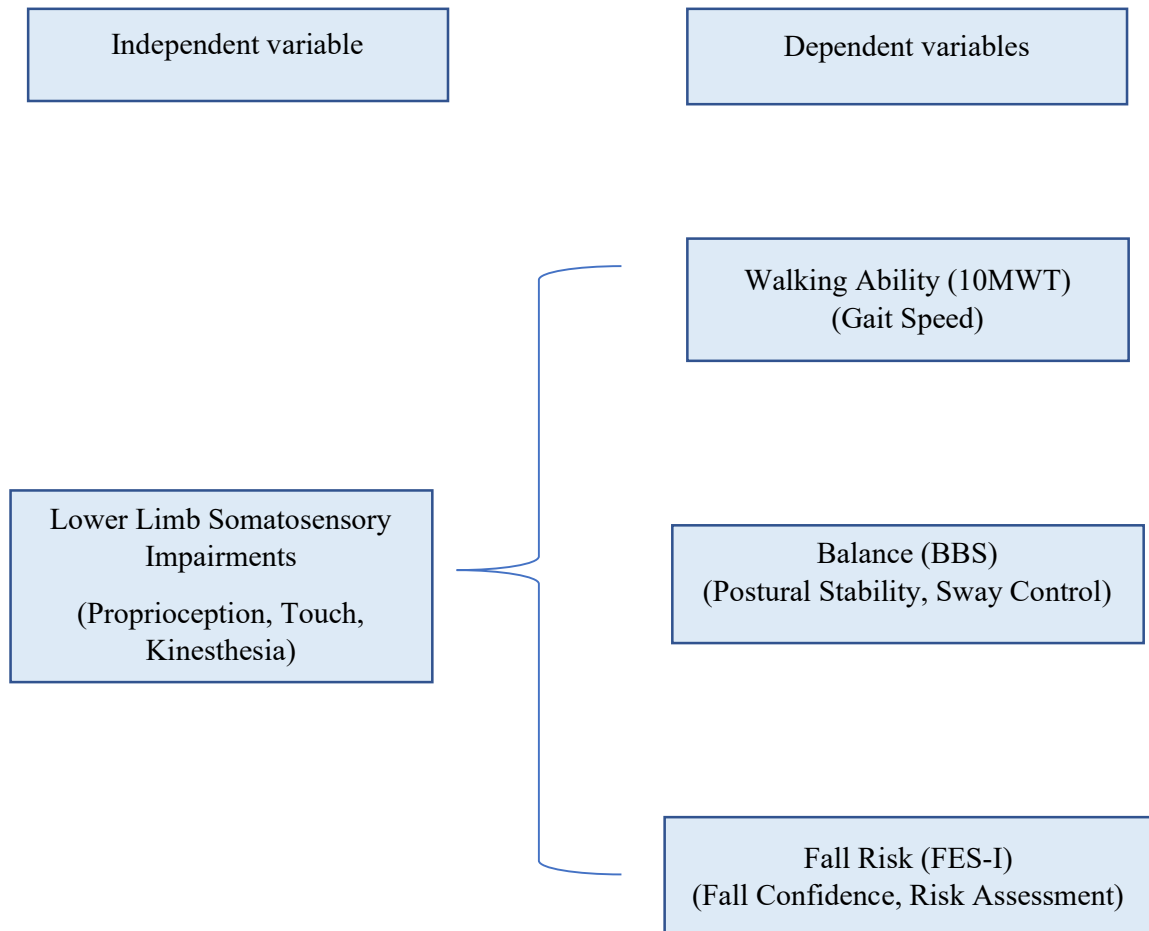 Independent variable
Dependent variables
Walking Ability (10MWT)
(Gait Speed)
Lower Limb Somatosensory
Impairments
(Proprioception, Touch,
Kinesthesia)
Balance (BBS)
(Postural Stability, Sway Control)
Fall Risk (FES-I)
(Fall Confidence, Risk Assessment)